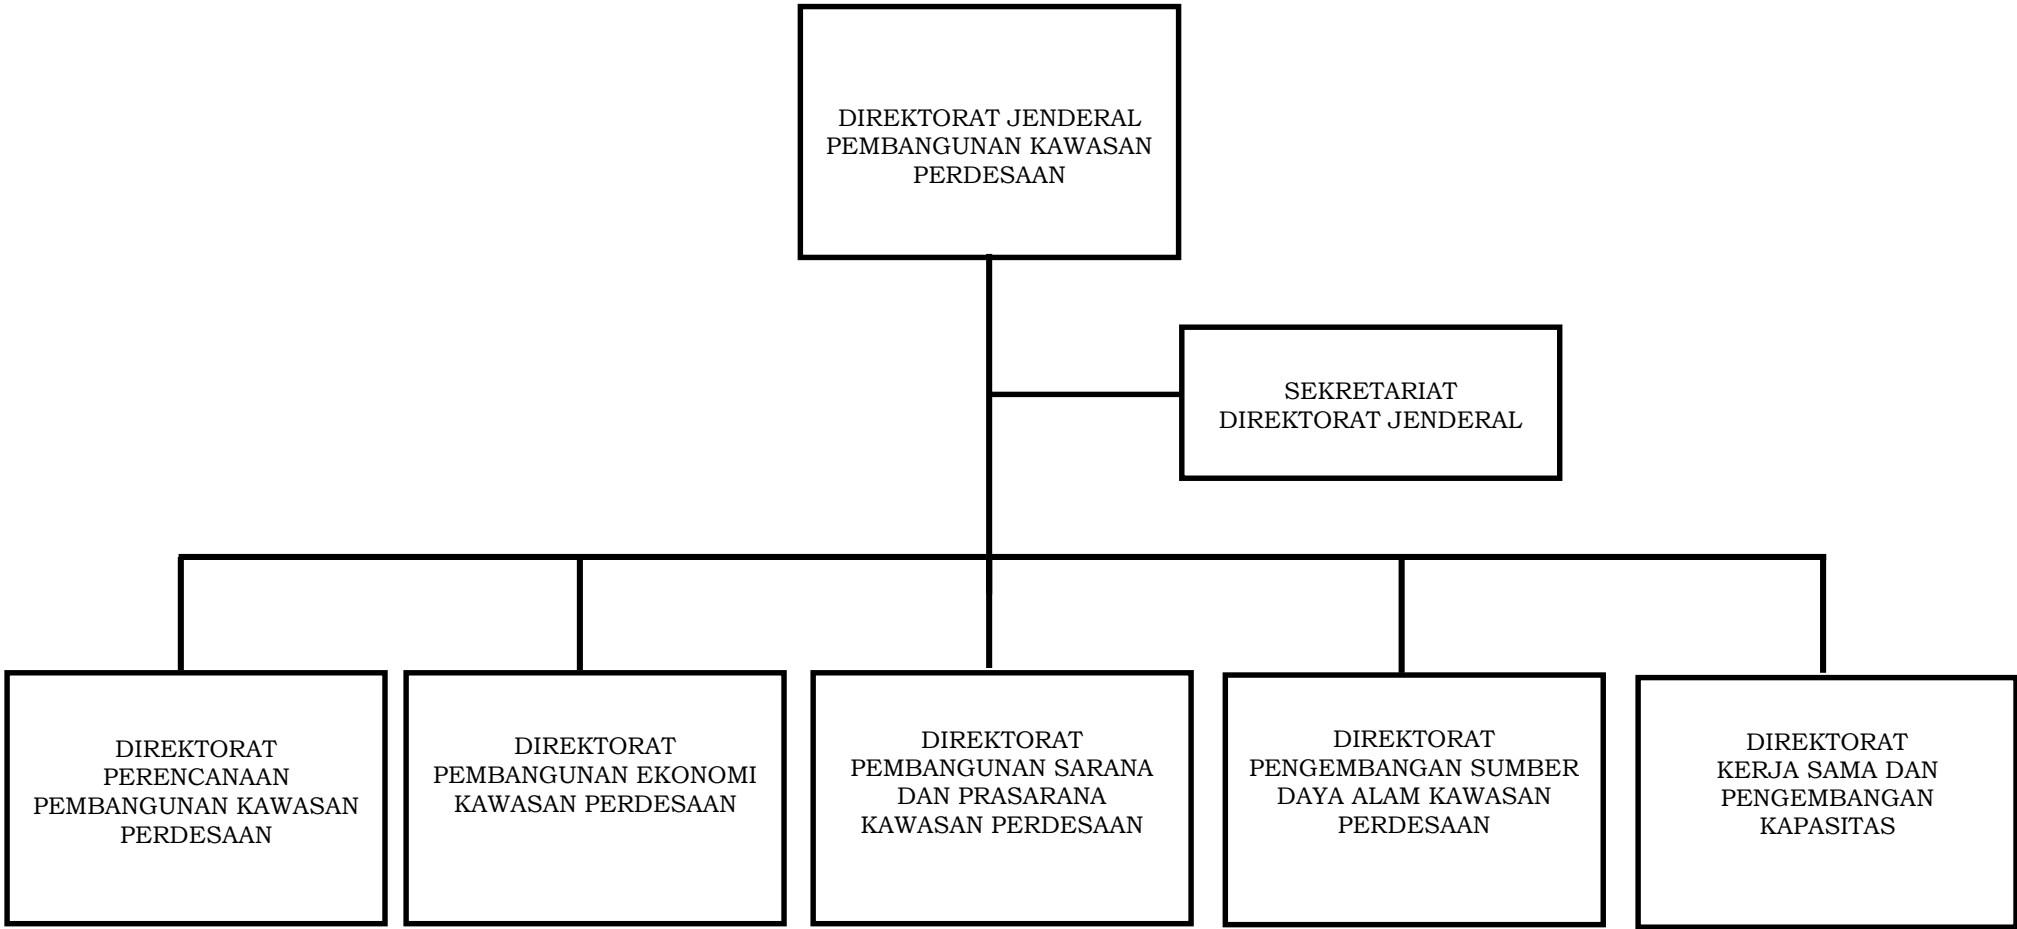 DIREKTORAT JENDERAL
PEMBANGUNAN KAWASAN
PERDESAAN
SEKRETARIAT
DIREKTORAT JENDERAL
DIREKTORAT
PERENCANAAN
PEMBANGUNAN KAWASAN
PERDESAAN
DIREKTORAT
PEMBANGUNAN EKONOMI
KAWASAN PERDESAAN
DIREKTORAT
PEMBANGUNAN SARANA
DAN PRASARANA
KAWASAN PERDESAAN
DIREKTORAT
PENGEMBANGAN SUMBER
DAYA ALAM KAWASAN
PERDESAAN
DIREKTORAT
KERJA SAMA DAN
PENGEMBANGAN
KAPASITAS